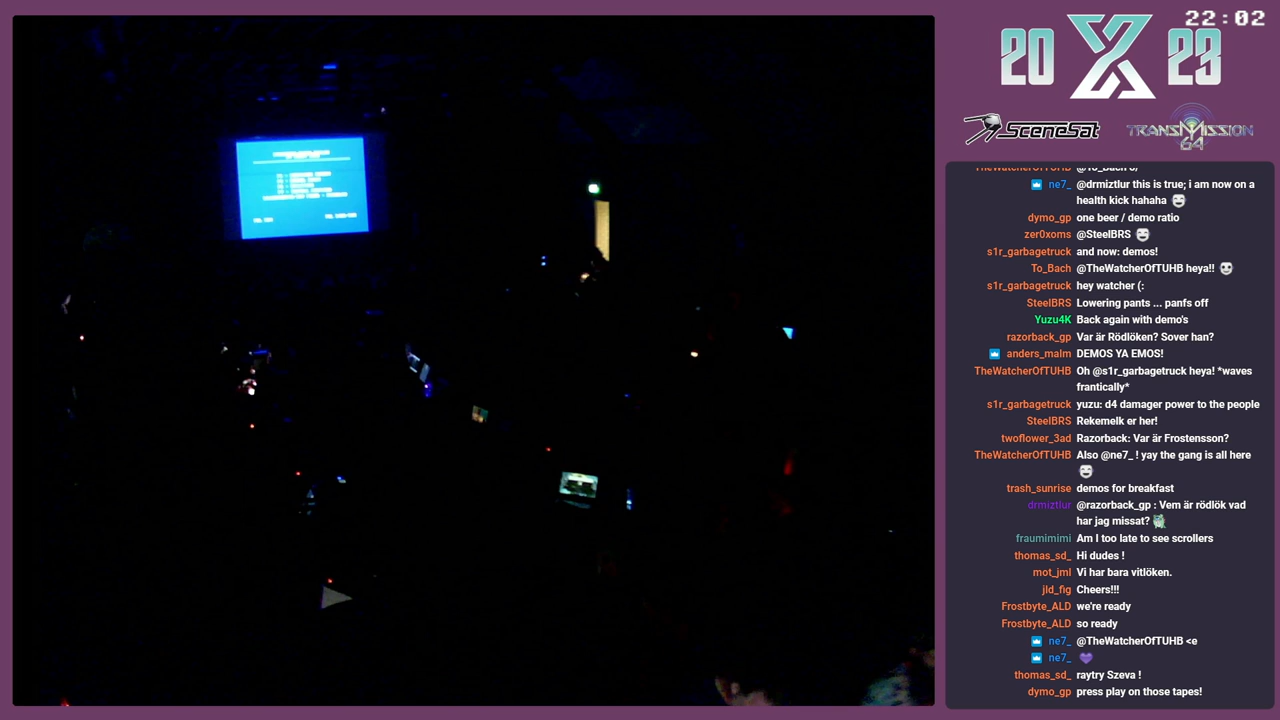 22:02
20 X 23
SCENESAT
TRANSMISSION 64
ne7_ @drmiztlur this is true; i am now on a
health kick hahaha
dymo_gp one beer / demo ratio
zer0xoms @SteelBRS
s1r_garbagetruck and now: demos!
To_Bach @TheWatcherOfTUHB heya!!
s1r_garbagetruck hey watcher (:
SteelBRS Lowering pants ... panfs off
Yuzu4K Back again with demo's
razorback_gp Var är Rödlöken? Sover han?
anders_malm DEMOS YA EMOS!
TheWatcherOfTUHB Oh @s1r_garbagetruck heya! *waves
frantically*
s1r_garbagetruck yuzu: d4 damager power to the people
SteelBRS Rekemelk er her!
twoflower_3ad Razorback: Var är Frostensson?
TheWatcherOfTUHB Also @ne7_ ! yay the gang is all here
trash_sunrise demos for breakfast
drmiztlur @razorback_gp : Vem är rödlök vad
har jag missat?
fraumimimi Am I too late to see scrollers
thomas_sd_ Hi dudes !
mot_jml Vi har bara vitlöken.
jld_fig Cheers!!!
Frostbyte_ALD we're ready
Frostbyte_ALD so ready
ne7_ @TheWatcherOfTUHB <e
ne7_
thomas_sd_ raytry Szeva !
dymo_gp press play on those tapes!